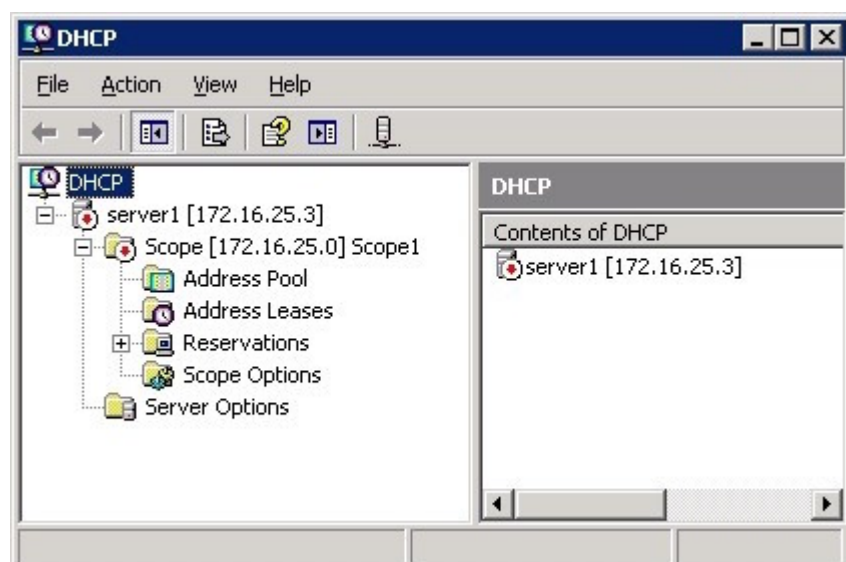 DHCP
File Action View Help
DHCP
server1 [172.16.25.3]
Scope [172.16.25.0] Scope1
Address Pool
Address Leases
Reservations
Scope Options
Server Options
DHCP
Contents of DHCP
server1 [172.16.25.3]